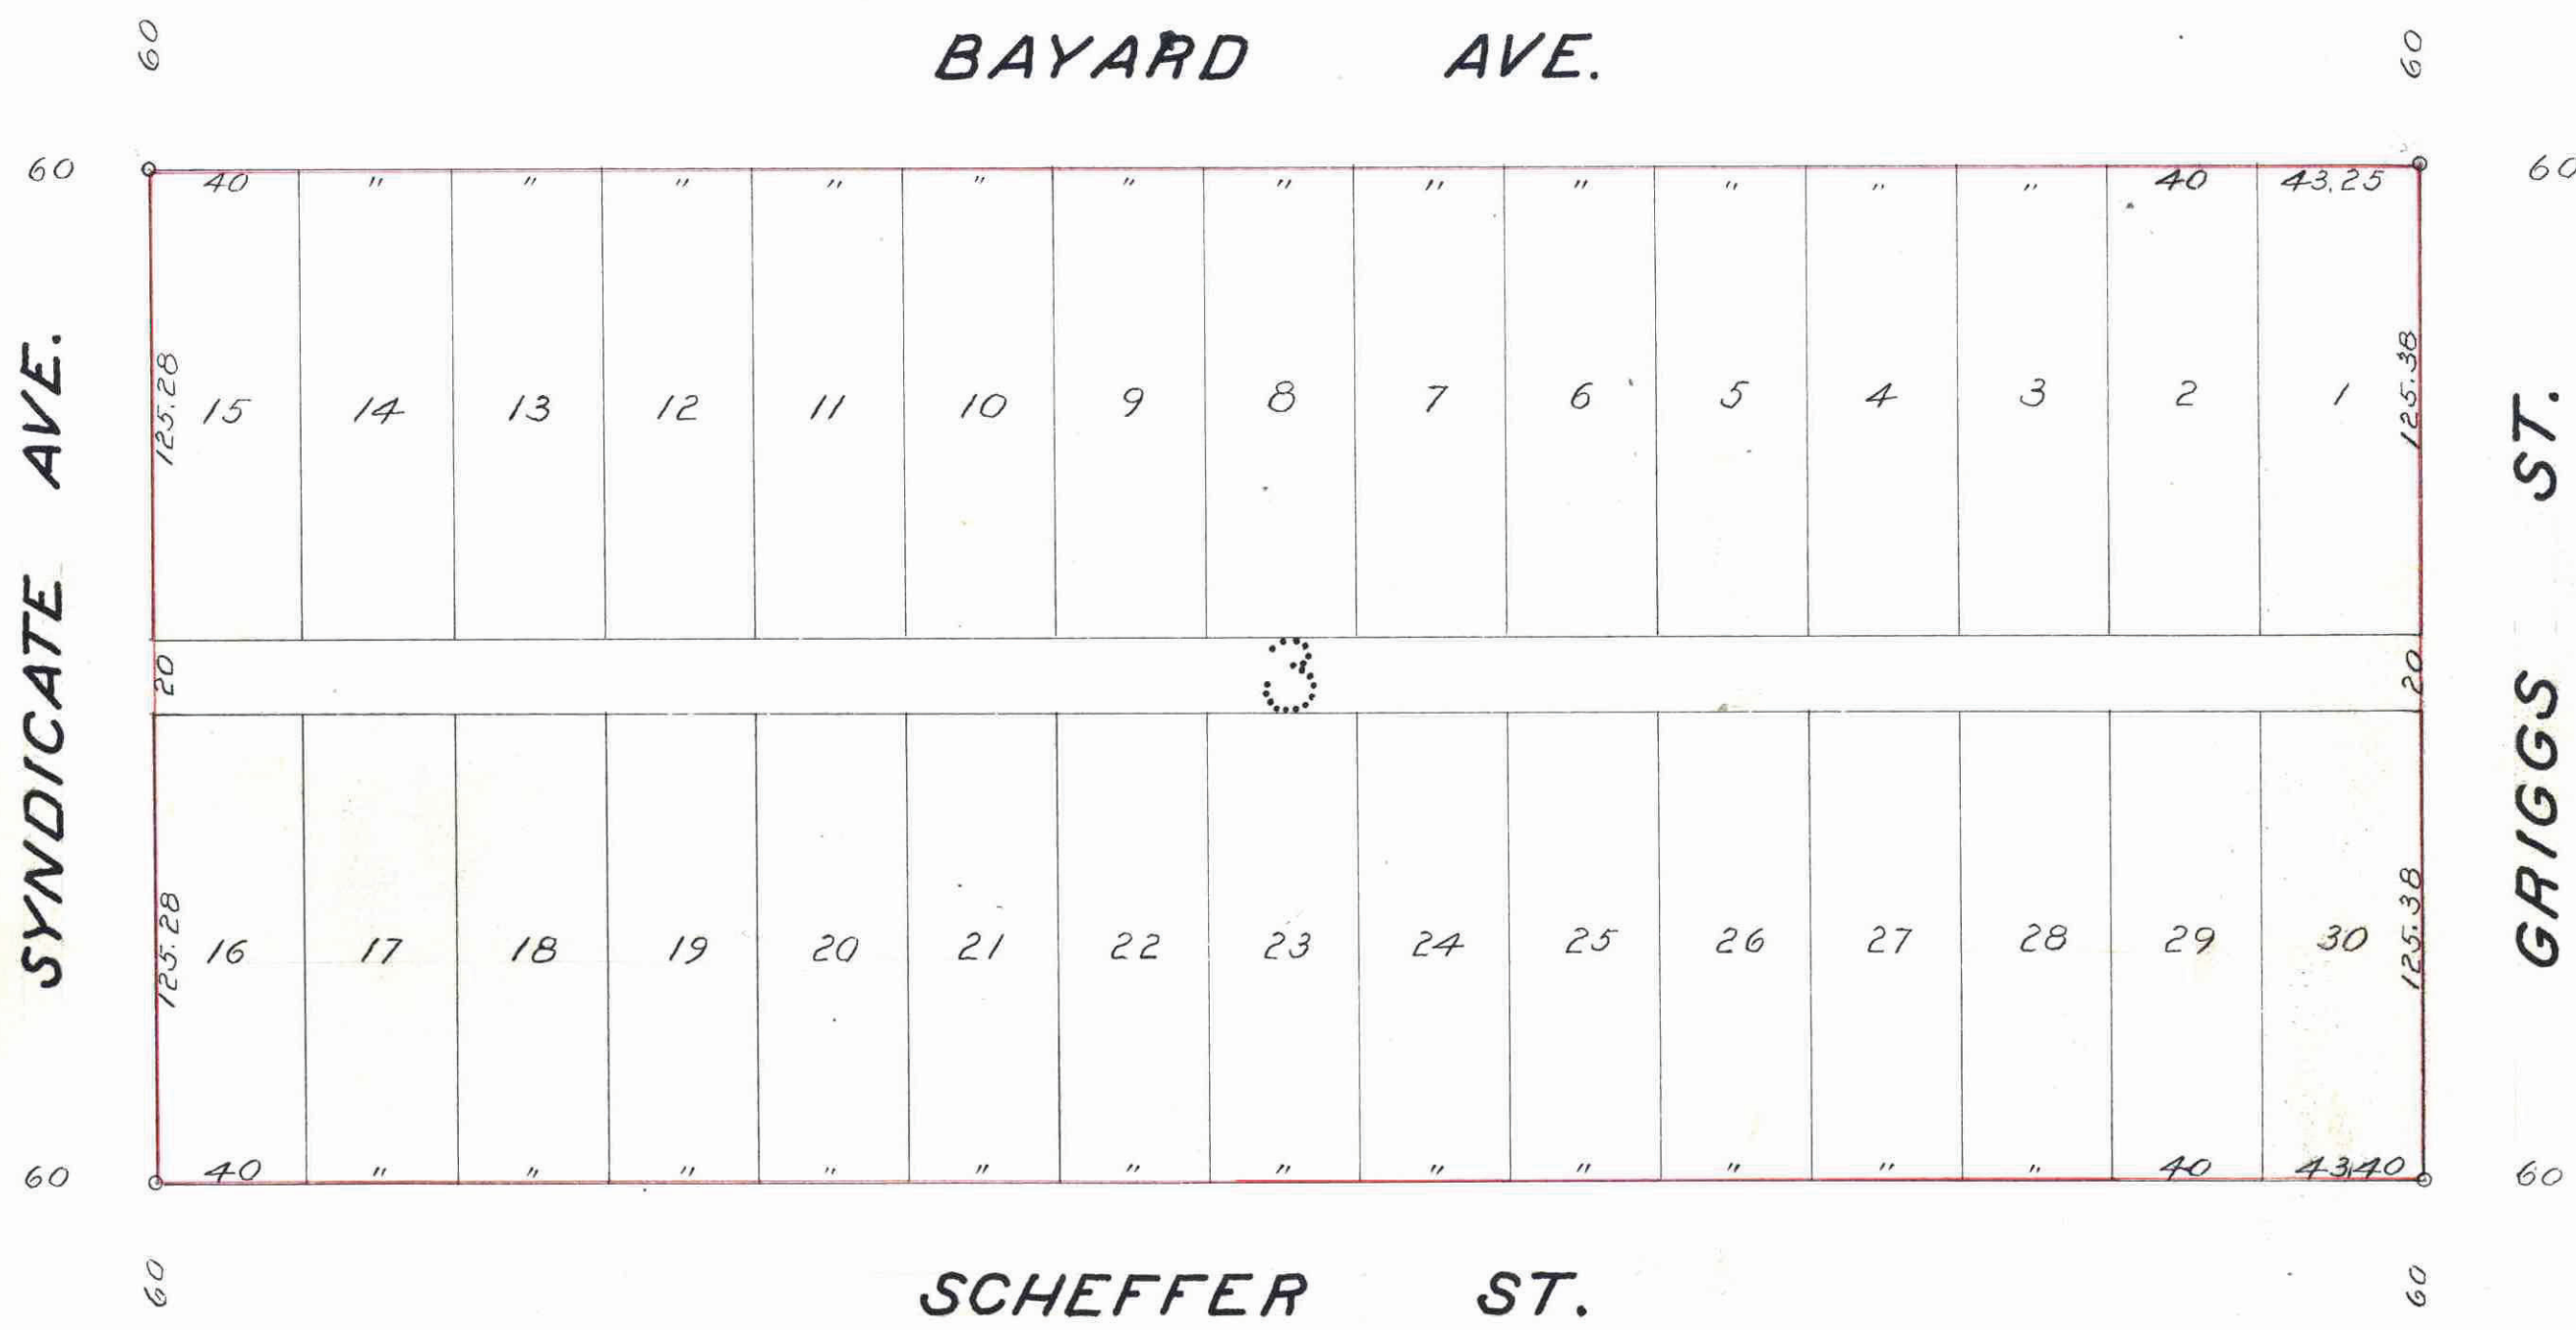 60 BAYARD AVE. 60
60 60
40 " " " " " " " " " " " " 40 43.25
SYNDICATE AVE.
125.28 125.38
15 14 13 12 11 10 9 8 7 6 5 4 3 2 1
GRIGGS ST.
20 3 20
125.28 125.38
16 17 18 19 20 21 22 23 24 25 26 27 28 29 30
40 " " " " " " " " " " " " 40 43.40
60 60
60 SCHEFFER ST. 60